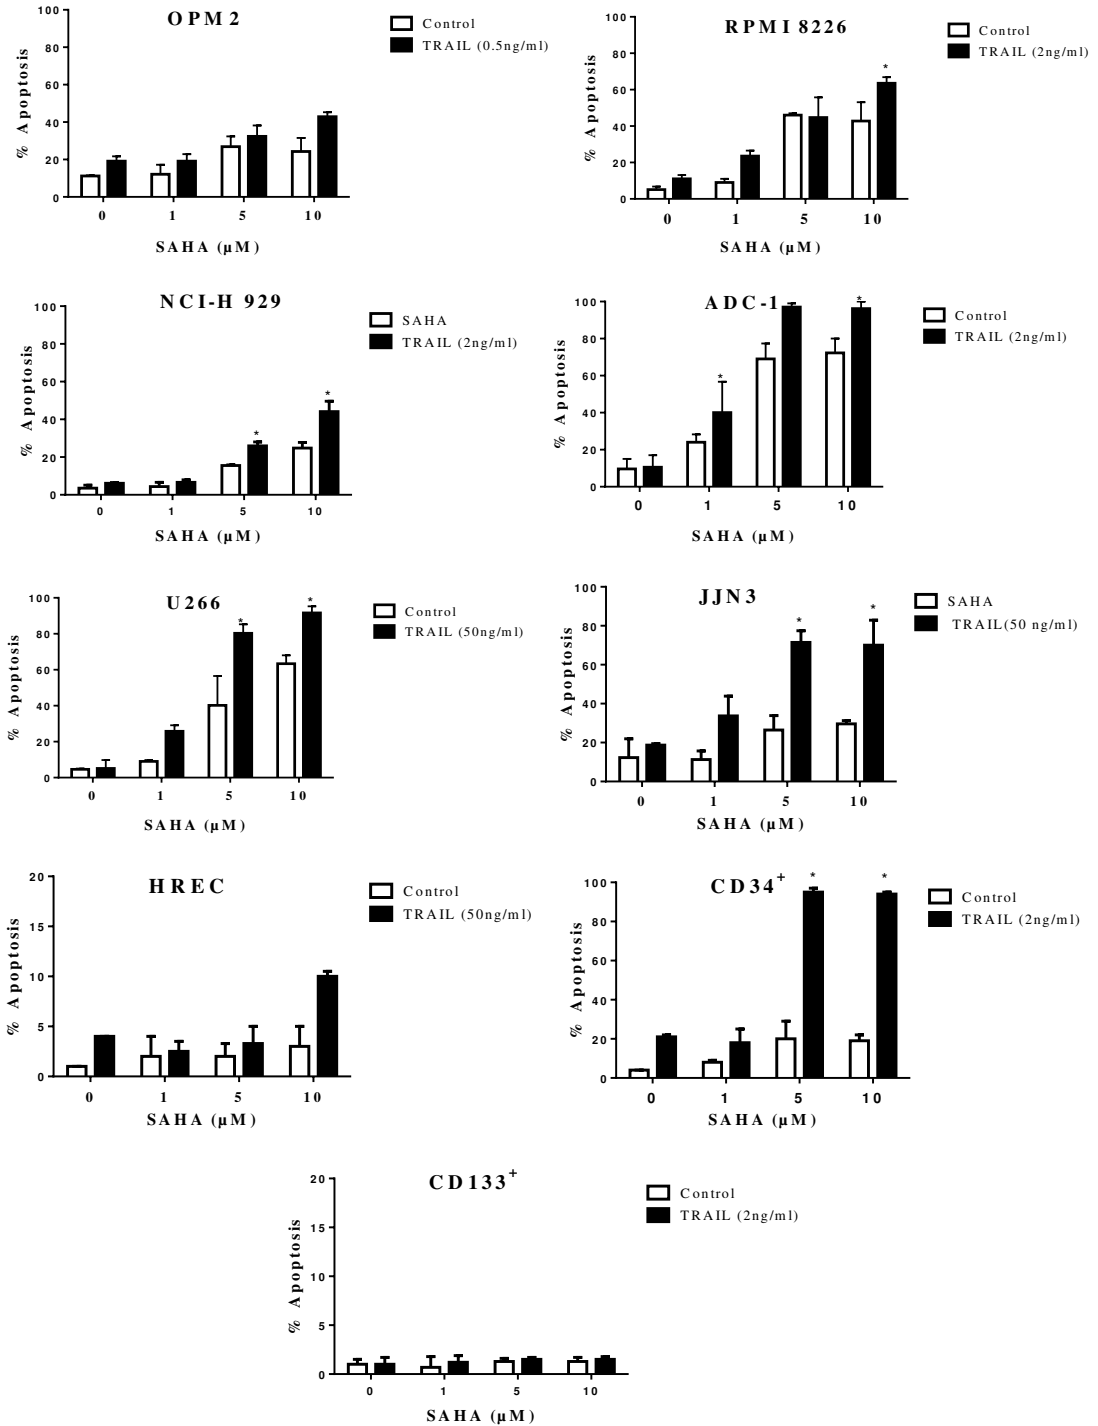 OPM2
Control
TRAIL (0.5ng/ml)
% Apoptosis
100
80
60
40
20
0
0 1 5 10
SAHA (µM)
RPMI 8226
Control
TRAIL (2ng/ml)
% Apoptosis
100
80
60
40
20
0
*
0 1 5 10
SAHA (µM)
NCI-H 929
SAHA
TRAIL (2ng/ml)
% Apoptosis
100
80
60
40
20
0
* *
0 1 5 10
SAHA (µM)
ADC-1
Control
TRAIL (2ng/ml)
% Apoptosis
100
80
60
40
20
0
* *
0 1 5 10
SAHA (µM)
U266
Control
TRAIL (50ng/ml)
% Apoptosis
100
80
60
40
20
0
* *
0 1 5 10
SAHA (µM)
JJN3
SAHA
TRAIL(50 ng/ml)
% Apoptosis
100
80
60
40
20
0
* *
0 1 5 10
SAHA (µM)
HREC
Control
TRAIL (50ng/ml)
% Apoptosis
20
15
10
5
0
0 1 5 10
SAHA (µM)
CD34+
Control
TRAIL (2ng/ml)
% Apoptosis
100
80
60
40
20
0
* *
0 1 5 10
SAHA (µM)
CD133+
Control
TRAIL (2ng/ml)
% Apoptosis
20
15
10
5
0
0 1 5 10
SAHA (µM)